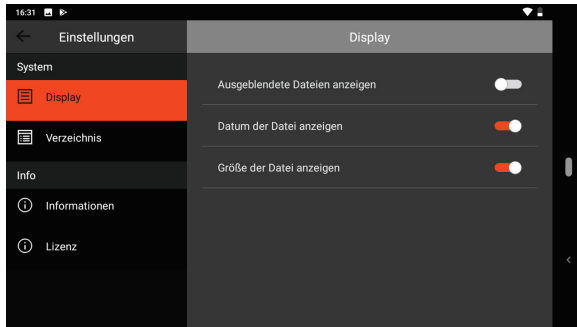 16:31
Einstellungen
Display
System
Display
Verzeichnis
Info
Informationen
Lizenz
Ausgeblendete Dateien anzeigen
Datum der Datei anzeigen
Größe der Datei anzeigen